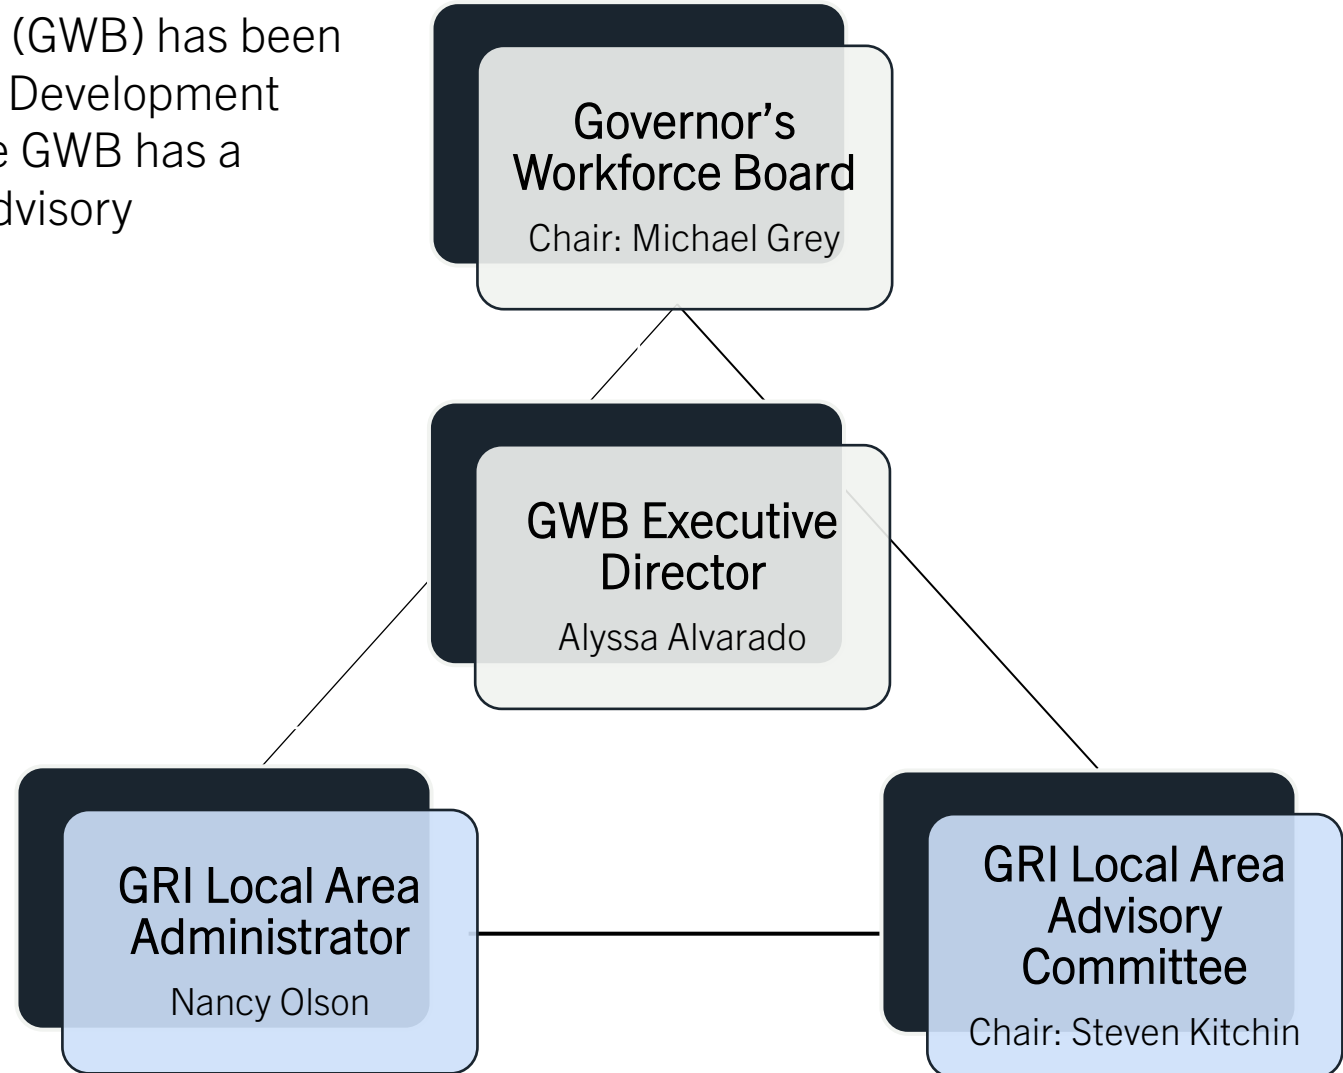 (GWB) has been
Development
GWB has a
Governor's
Workforce Board
Chair: Michael Grey
GWB Executive
Director
Alyssa Alvarado
GRI Local Area
Administrator
Nancy Olson
GRI Local Area
Advisory
Committee
Chair: Steven Kitchin